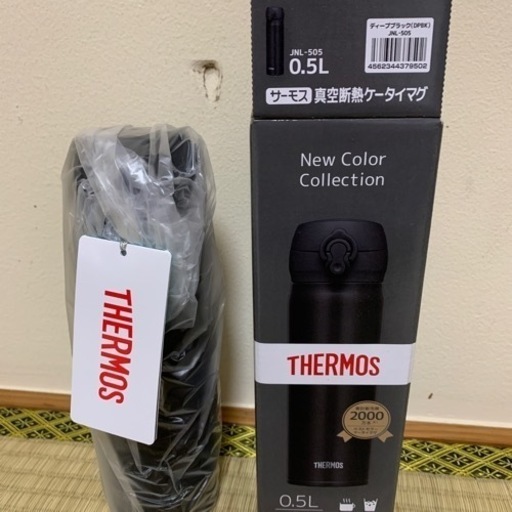 ディープブラック(DPBK)
JNL-505
4562344379502
JNL-505
0.5L
サーモス 真空断熱ケータイマグ
New Color
Collection
THERMOS
THERMOS
2000
THERMOS
0.5L